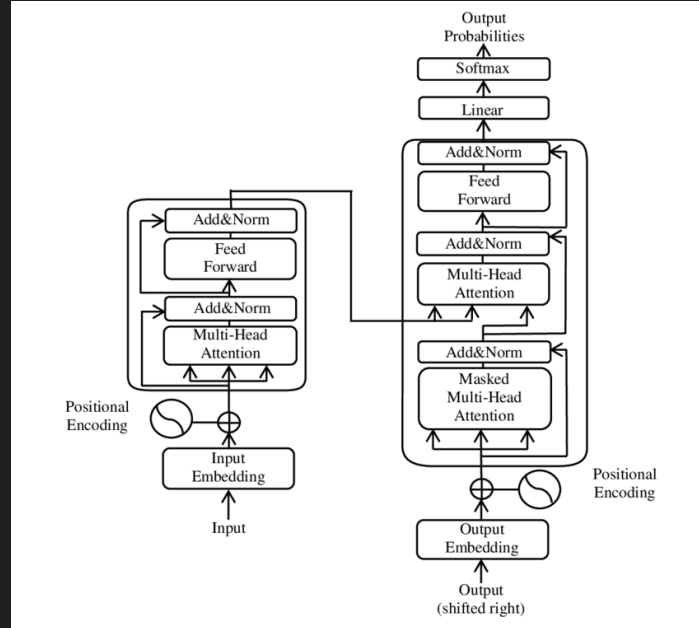 Output
Probabilities
Softmax
Linear
Add&Norm
Feed
Forward
Add&Norm
Multi-Head
Attention
Add&Norm
Masked
Multi-Head
Attention
Positional
Encoding
Output
Embedding
Output
(shifted right)
Add&Norm
Feed
Forward
Add&Norm
Multi-Head
Attention
Positional
Encoding
Input
Embedding
Input